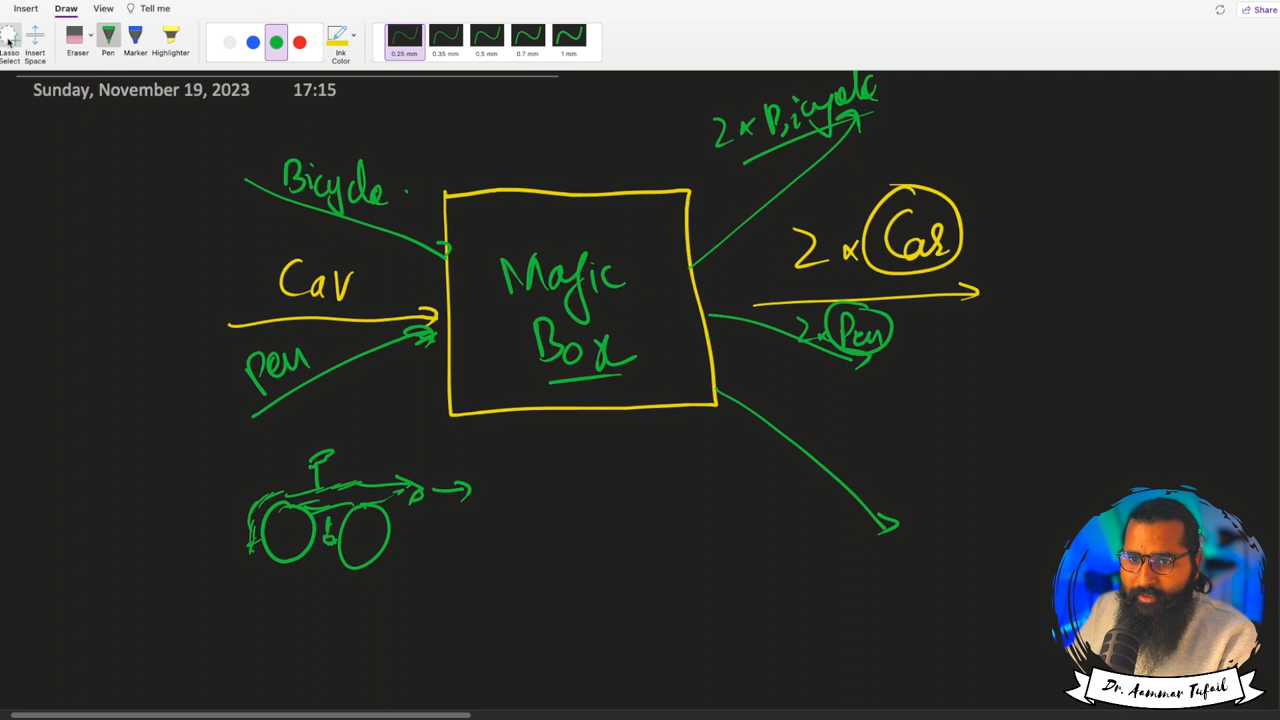 Insert Draw View Tell me Share
Lasso Select
Insert Space
Eraser
Pen
Marker
Highlighter
Ink Color
0.25 mm
0.35 mm
0.5 mm
0.7 mm
1 mm
Sunday, November 19, 2023 17:15
2 x Bicycle
Bicycle
2 x Car
Car
Magic
Box
2 x Pen
Pen
Dr. Aammar Tufail